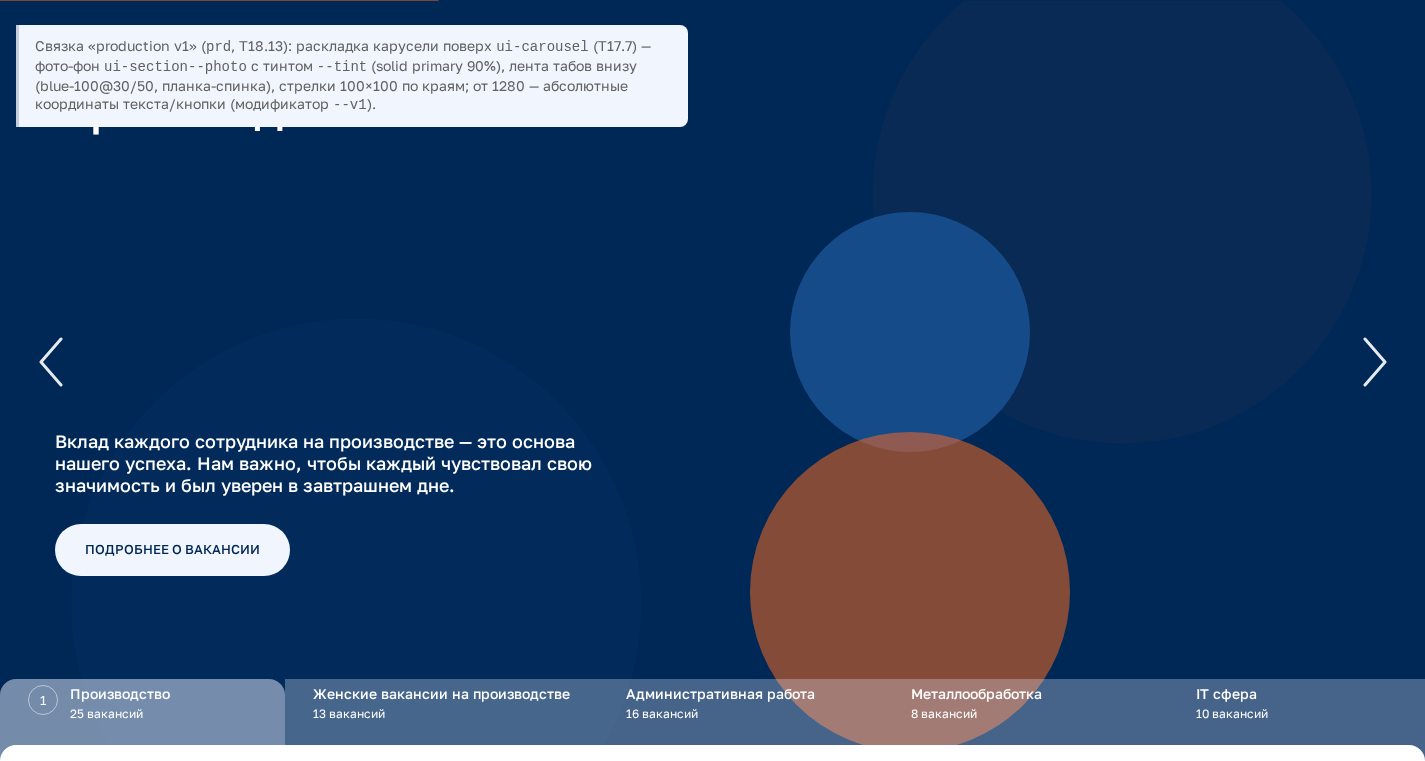 Связка «production v1» (prd, T18.13): раскладка карусели поверх ui-carousel (T17.7) —
фото-фон ui-section--photo с тинтом --tint (solid primary 90%), лента табов внизу
(blue-100@30/50, планка-спинка), стрелки 100×100 по краям; от 1280 — абсолютные
координаты текста/кнопки (модификатор --v1).
Вклад каждого сотрудника на производстве — это основа
нашего успеха. Нам важно, чтобы каждый чувствовал свою
значимость и был уверен в завтрашнем дне.
ПОДРОБНЕЕ О ВАКАНСИИ
1 Производство
25 вакансий
Женские вакансии на производстве
13 вакансий
Административная работа
16 вакансий
Металлообработка
8 вакансий
IT сфера
10 вакансий